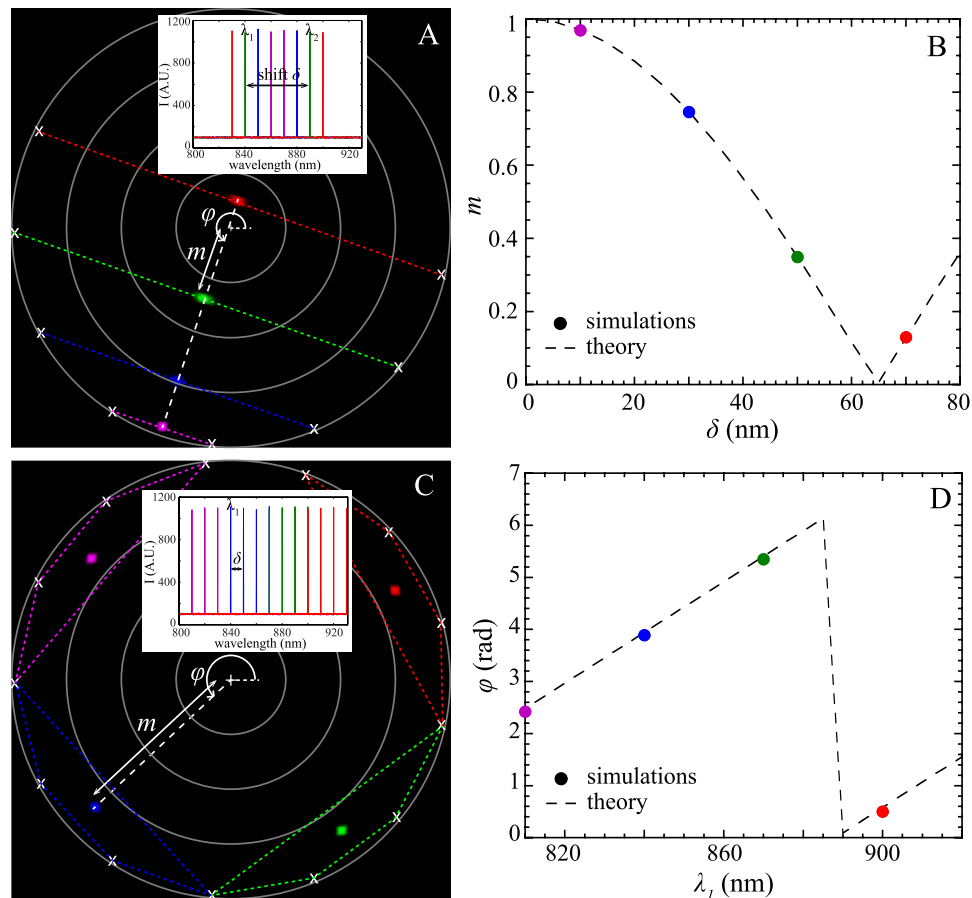 A
I (A.U.)
1200
800
400
0
λ1 λ2
shift δ
800 840 880 920
wavelength (nm)
φ
m
x x x x x x x x
B
m
1
0.8
0.6
0.4
0.2
0
simulations
theory
0 20 40 60 80
δ (nm)
C
I (A.U.)
1200
800
400
0
λ1
δ
800 840 880 920
wavelength (nm)
φ
m
x x x x x x x x x x x x x
D
φ (rad)
7
6
5
4
3
2
1
0
simulations
theory
820 860 900
λ1 (nm)